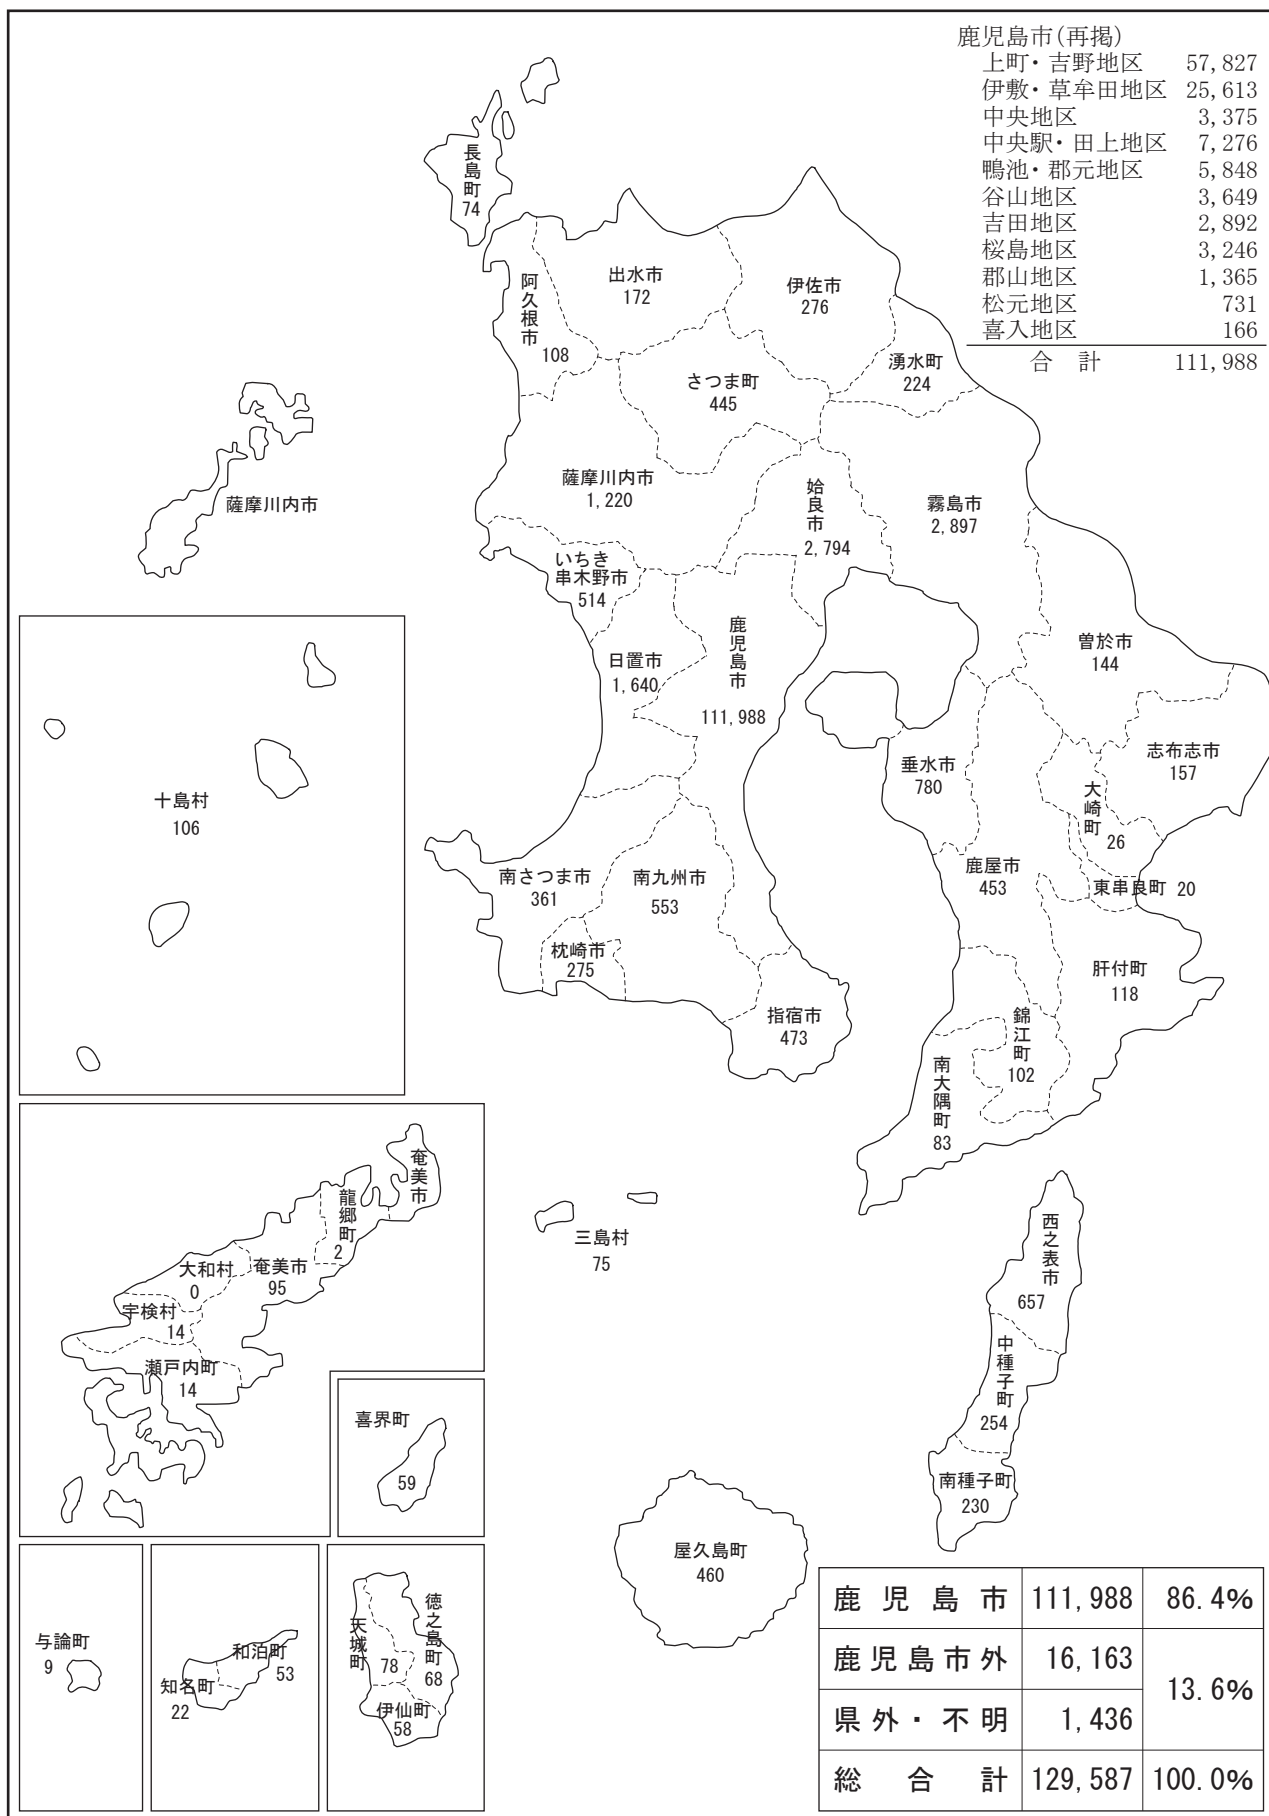 鹿児島市(再掲)
上町・吉野地区 57,827
伊敷・草牟田地区 25,613
中央地区 3,375
中央駅・田上地区 7,276
鴨池・郡元地区 5,848
谷山地区 3,649
吉田地区 2,892
桜島地区 3,246
郡山地区 1,365
松元地区 731
喜入地区 166
合計 111,988
長島町
74
出水市
172
阿久根市
108
伊佐市
276
湧水町
224
さつま町
445
薩摩川内市
1,220
薩摩川内市
姶良市
2,794
霧島市
2,897
いちき
串木野市
514
日置市
1,640
鹿児島市
111,988
曽於市
144
志布志市
157
垂水市
780
大崎町
26
鹿屋市
453
東串良町 20
南さつま市
361
南九州市
553
枕崎市
275
指宿市
473
肝付町
118
錦江町
102
南大隅町
83
十島村
106
三島村
75
西之表市
657
中種子町
254
南種子町
230
屋久島町
460
奄美市
龍郷町
2
大和村
0
奄美市
95
宇検村
14
瀬戸内町
14
喜界町
59
与論町
9
和泊町
53
知名町
22
徳之島町
68
天城町
78
伊仙町
58
鹿児島市 111,988 86.4%
鹿児島市外 16,163
13.6%
県外・不明 1,436
総合計 129,587 100.0%